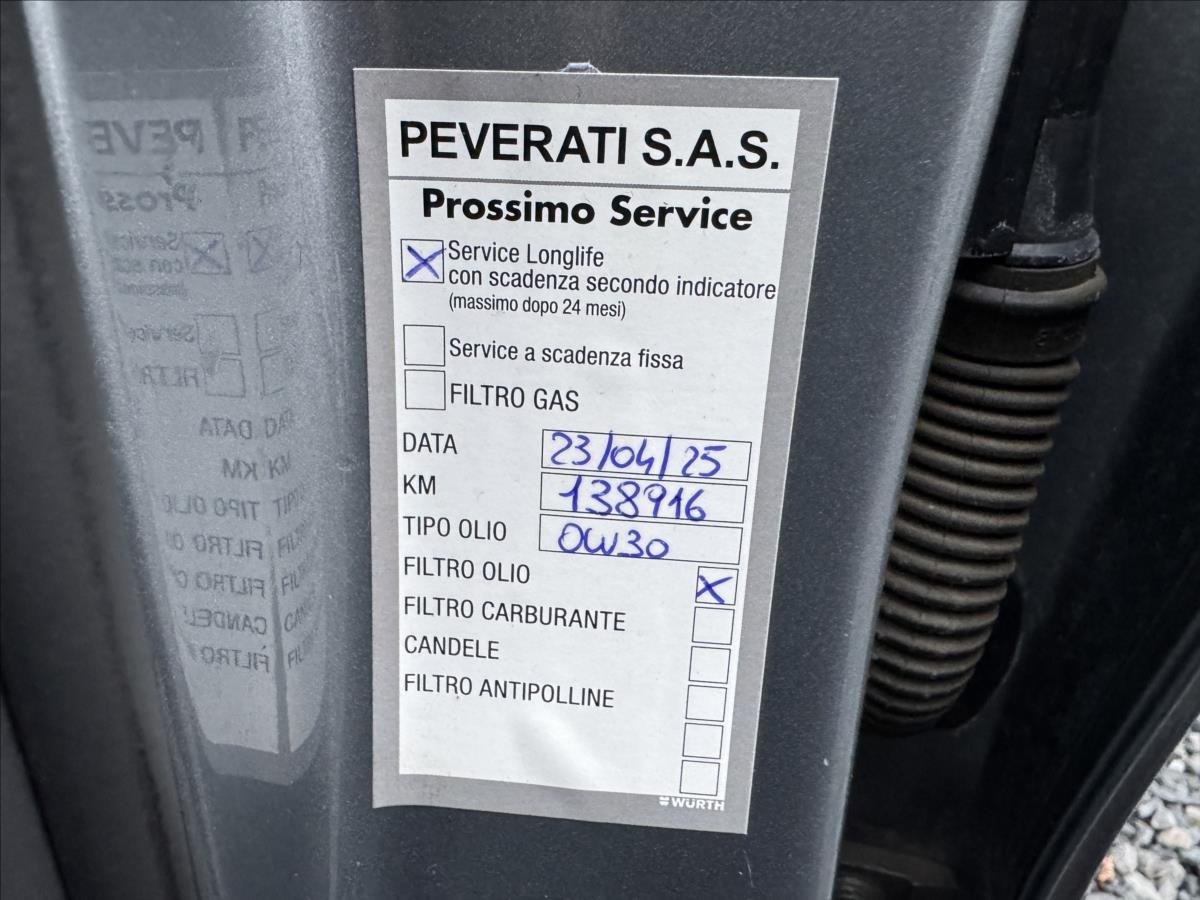 PEVERATI S.A.S.
Prossimo Service
Service Longlife
con scadenza secondo indicatore
(massimo dopo 24 mesi)
Service a scadenza fissa
FILTRO GAS
DATA 23/04/25
KM 138916
TIPO OLIO 0W30
FILTRO OLIO
FILTRO CARBURANTE
CANDELE
FILTRO ANTIPOLLINE
WÜRTH